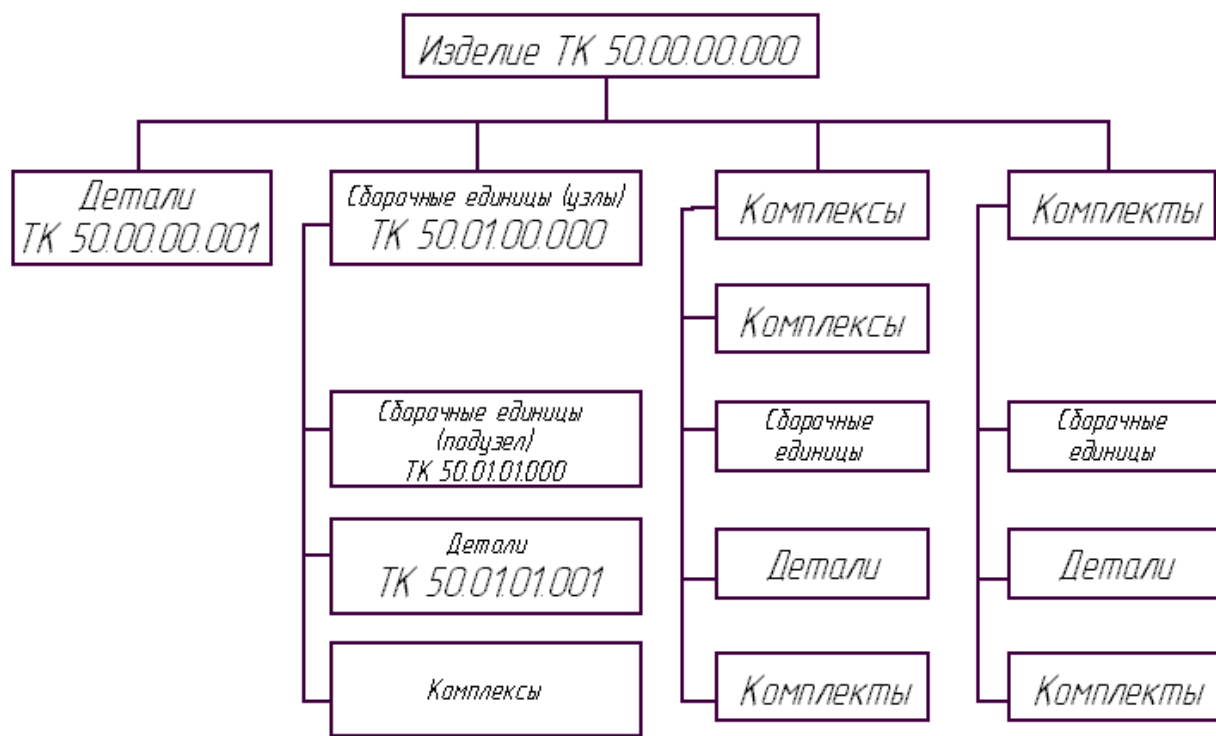 Изделие ТК 50.00.00.000
Детали
ТК 50.00.00.001
Сборочные единицы (узлы)
ТК 50.01.00.000
Сборочные единицы
(подузел)
ТК 50.01.01.000
Детали
ТК 50.01.01.001
Комплексы
Комплексы
Комплексы
Сборочные
единицы
Детали
Комплекты
Комплекты
Сборочные
единицы
Детали
Комплекты